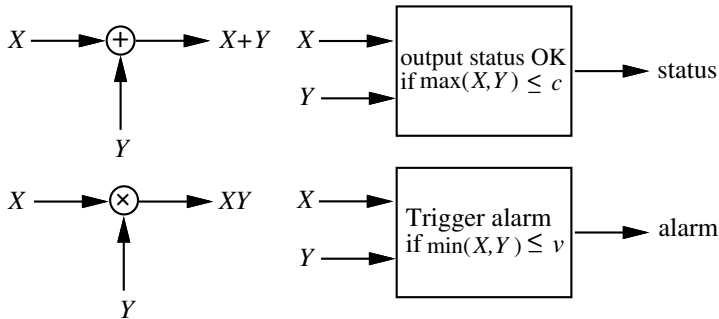 X + X+Y
Y
X
Y
output status OK
if max(X,Y) ≤ c
status
X × XY
Y
X
Y
Trigger alarm
if min(X,Y) ≤ v
alarm